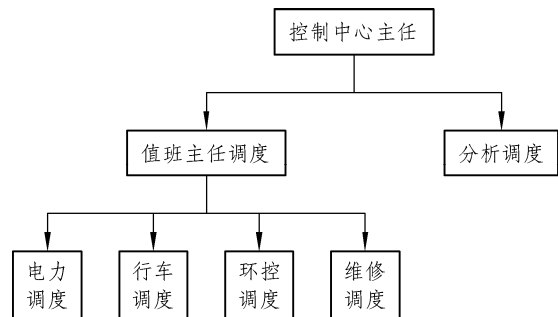 控制中心主任
值班主任调度
分析调度
电力
调度
行车
调度
环控
调度
维修
调度